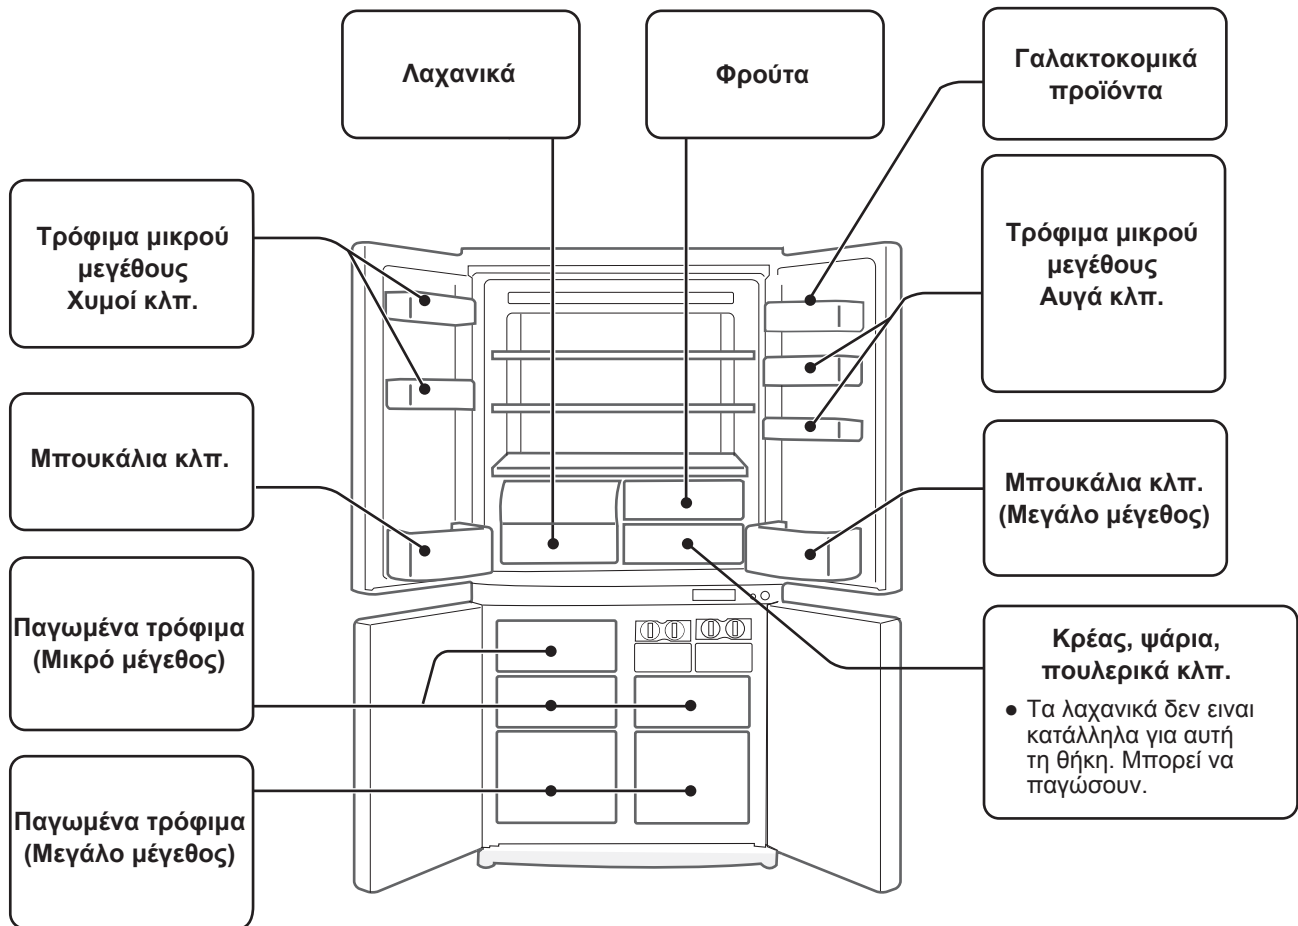 Λαχανικά
Φρούτα
Γαλακτοκομικά
προϊόντα
Τρόφιμα μικρού
μεγέθους
Χυμοί κλπ.
Τρόφιμα μικρού
μεγέθους
Αυγά κλπ.
Μπουκάλια κλπ.
Μπουκάλια κλπ.
(Μεγάλο μέγεθος)
Παγωμένα τρόφιμα
(Μικρό μέγεθος)
Κρέας, ψάρια,
πουλερικά κλπ.
● Τα λαχανικά δεν ειναι
κατάλληλα για αυτή
τη θήκη. Μπορεί να
παγώσουν.
Παγωμένα τρόφιμα
(Μεγάλο μέγεθος)